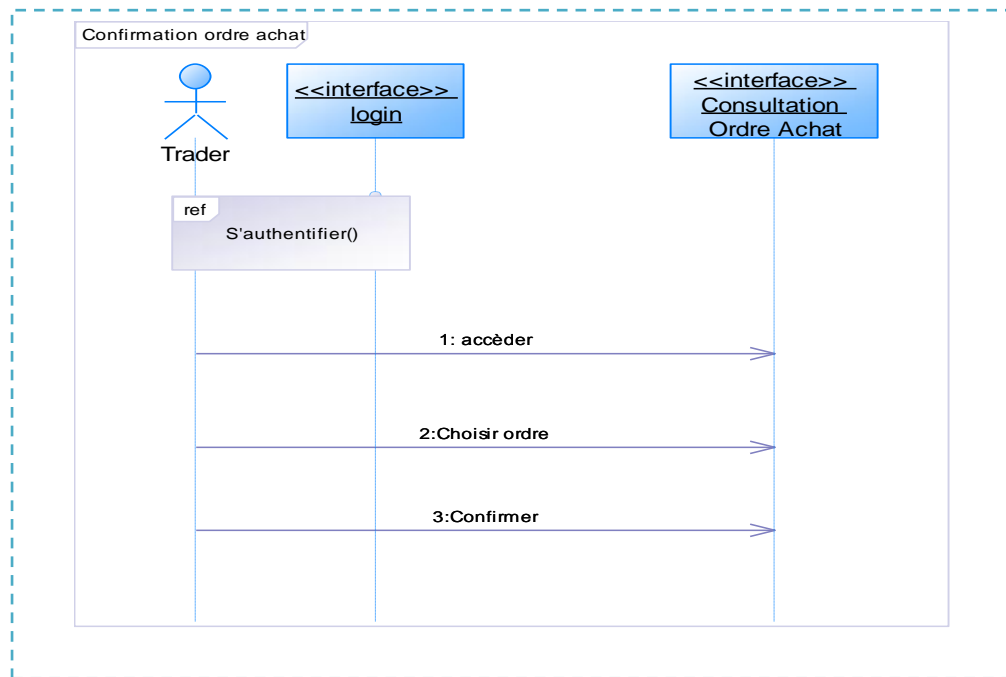 Confirmation ordre achat
<<interface>>
login
<<interface>>
Consultation
Ordre Achat
Trader
ref
S'authentifier()
1: accèder
2:Choisir ordre
3:Confirmer